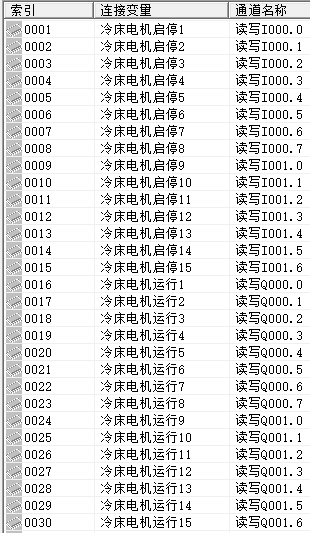 索引 连接变量 通道名称
0001 冷床电机启停1 读写I000.0
0002 冷床电机启停2 读写I000.1
0003 冷床电机启停3 读写I000.2
0004 冷床电机启停4 读写I000.3
0005 冷床电机启停5 读写I000.4
0006 冷床电机启停6 读写I000.5
0007 冷床电机启停7 读写I000.6
0008 冷床电机启停8 读写I000.7
0009 冷床电机启停9 读写I001.0
0010 冷床电机启停10 读写I001.1
0011 冷床电机启停11 读写I001.2
0012 冷床电机启停12 读写I001.3
0013 冷床电机启停13 读写I001.4
0014 冷床电机启停14 读写I001.5
0015 冷床电机启停15 读写I001.6
0016 冷床电机运行1 读写Q000.0
0017 冷床电机运行2 读写Q000.1
0018 冷床电机运行3 读写Q000.2
0019 冷床电机运行4 读写Q000.3
0020 冷床电机运行5 读写Q000.4
0021 冷床电机运行6 读写Q000.5
0022 冷床电机运行7 读写Q000.6
0023 冷床电机运行8 读写Q000.7
0024 冷床电机运行9 读写Q001.0
0025 冷床电机运行10 读写Q001.1
0026 冷床电机运行11 读写Q001.2
0027 冷床电机运行12 读写Q001.3
0028 冷床电机运行13 读写Q001.4
0029 冷床电机运行14 读写Q001.5
0030 冷床电机运行15 读写Q001.6